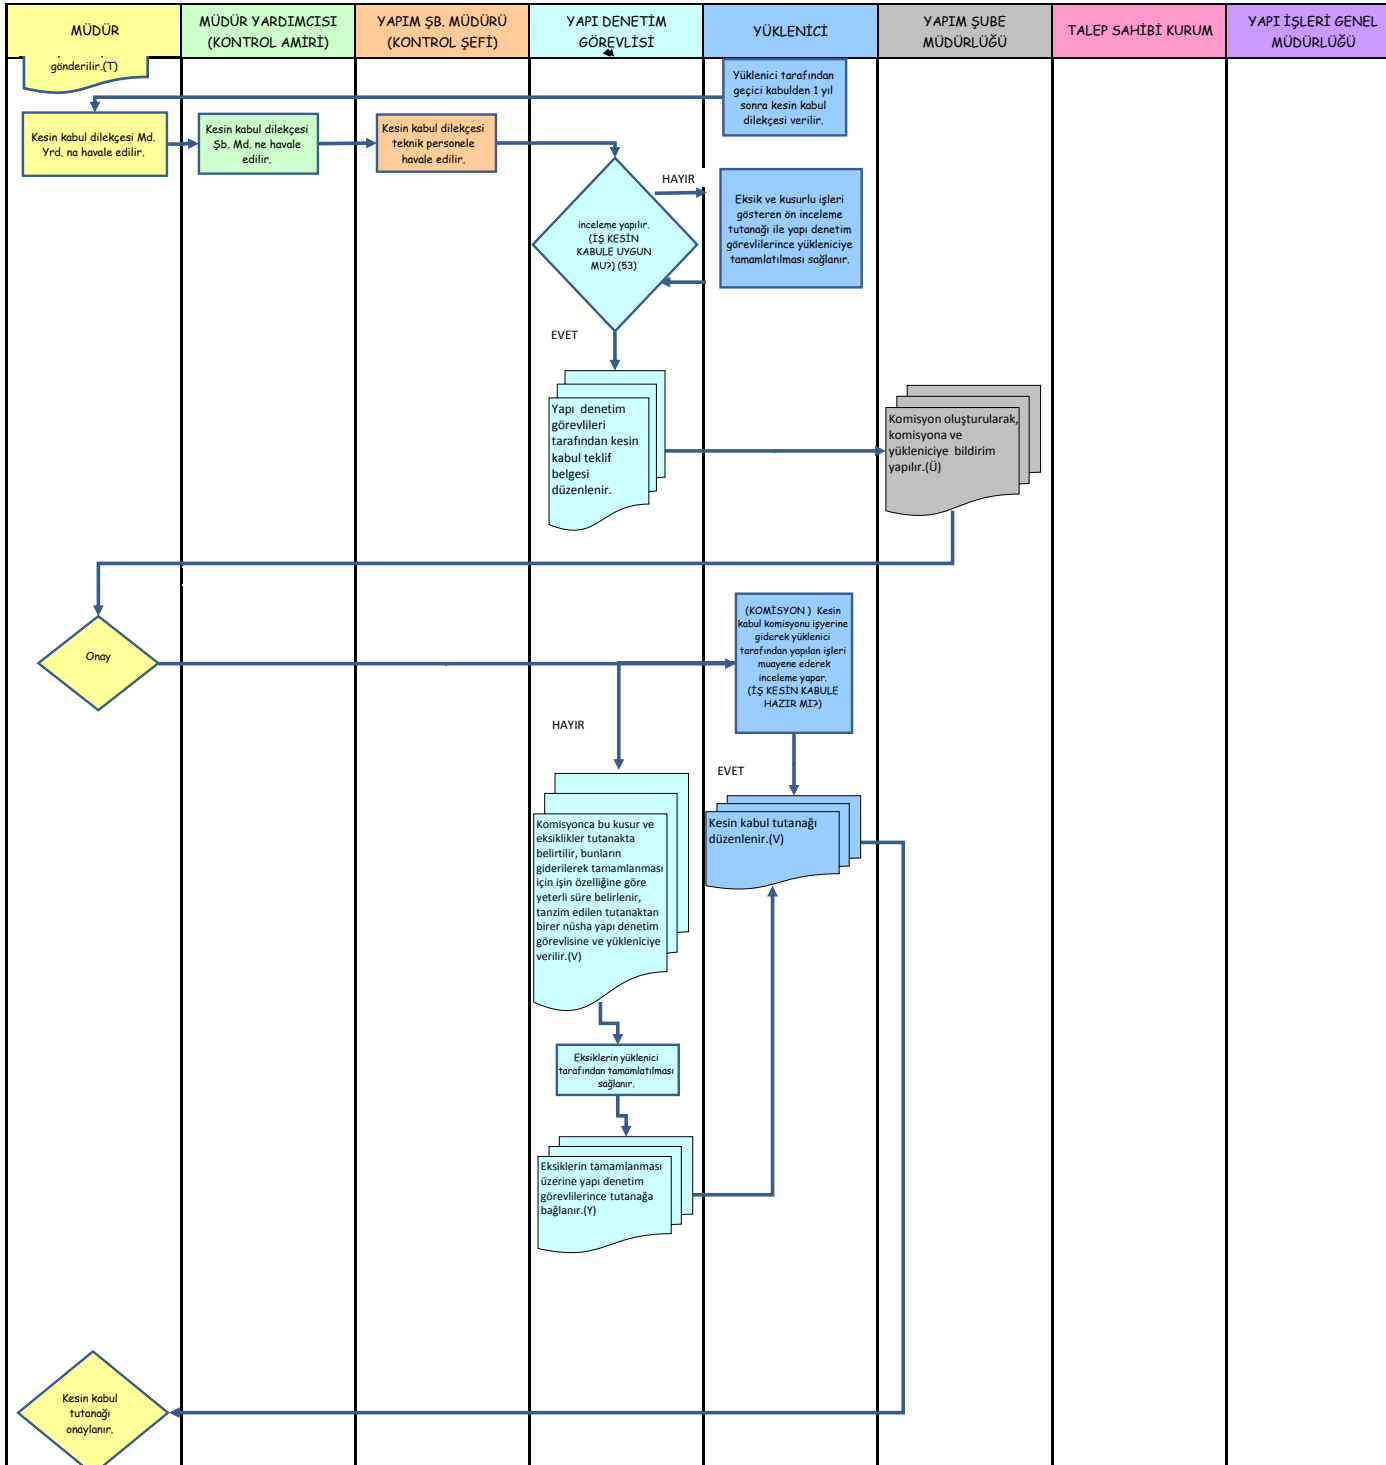 MÜDÜR
MÜDÜR YARDIMCISI
(KONTROL AMİRİ)
YAPIM ŞB. MÜDÜRÜ
(KONTROL ŞEFİ)
YAPI DENETİM
GÖREVLİSİ
YÜKLENİCİ
YAPIM ŞUBE
MÜDÜRLÜĞÜ
TALEP SAHİBİ KURUM
YAPI İŞLERİ GENEL
MÜDÜRLÜĞÜ
gönderilir.(T)
Yüklenici tarafından
geçici kabulden 1 yıl
sonra kesin kabul
dilekçesi verilir.
Kesin kabul dilekçesi Md.
Yrd. na havale edilir.
Kesin kabul dilekçesi
Şb. Md. ne havale
edilir.
Kesin kabul dilekçesi
teknik personele
havale edilir.
HAYIR
inceleme yapılır.
(İŞ KESİN
KABULE UYGUN
MU?) (53)
Eksik ve kusurlu işleri
gösteren ön inceleme
tutanağı ile yapı denetim
görevlilerince yükleniciye
tamamlatılması sağlanır.
EVET
Yapı denetim
görevlileri
tarafından kesin
kabul teklif
belgesi
düzenlenir.
Komisyon oluşturularak,
komisyona ve
yükleniciye bildirim
yapılır.(Ü)
Onay
(KOMİSYON ) Kesin
kabul komisyonu işyerine
giderek yüklenici
tarafından yapılan işleri
muayene ederek
inceleme yapar.
(İŞ KESİN KABULE
HAZIR MI?)
HAYIR
EVET
Komisyonca bu kusur ve
eksiklikler tutanakta
belirtilir, bunların
giderilerek tamamlanması
için işin özelliğine göre
yeterli süre belirlenir,
tanzim edilen tutanaktan
birer nüsha yapı denetim
görevlisine ve yükleniciye
verilir.(V)
Kesin kabul tutanağı
düzenlenir.(V)
Eksiklerin yüklenici
tarafından tamamlatılması
sağlanır.
Eksiklerin tamamlanması
üzerine yapı denetim
görevlilerince tutanağa
bağlanır.(Y)
Kesin kabul
tutanağı
onaylanır.